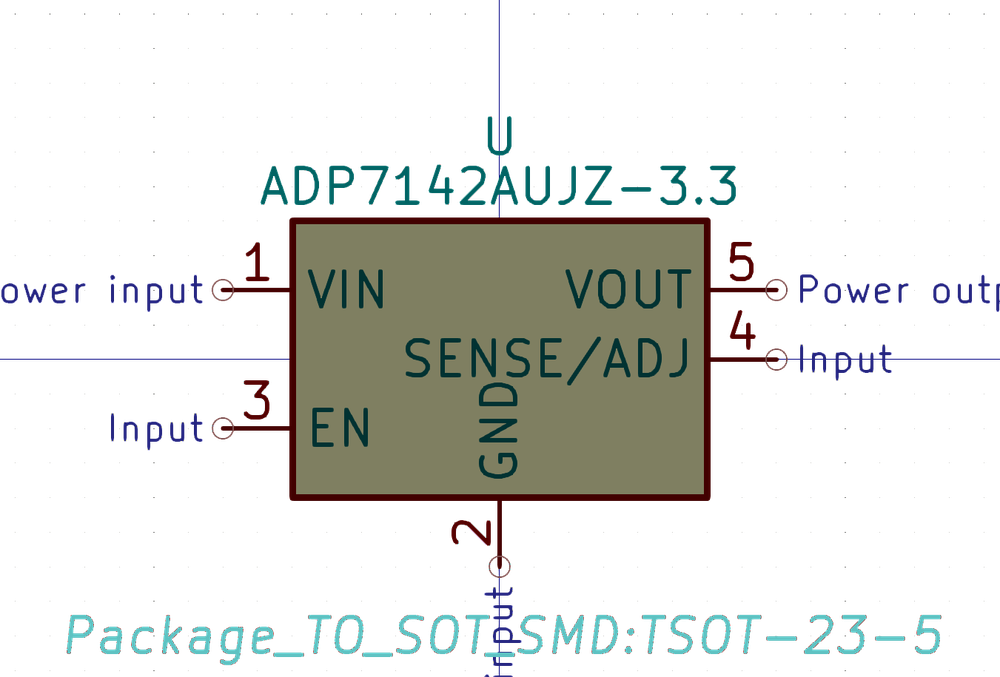 U
ADP7142AUJZ-3.3
1
5
ower input
VIN
VOUT
Power outp
4
SENSE/ADJ
Input
3
Input
EN
GND
2
input
Package_TO_SOT_SMD:TSOT-23-5